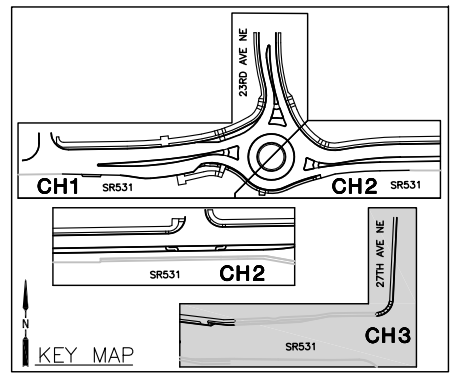 23RD AVE NE
CH1
SR531
CH2
SR531
SR531
CH2
27TH AVE NE
CH3
SR531
N
KEY MAP